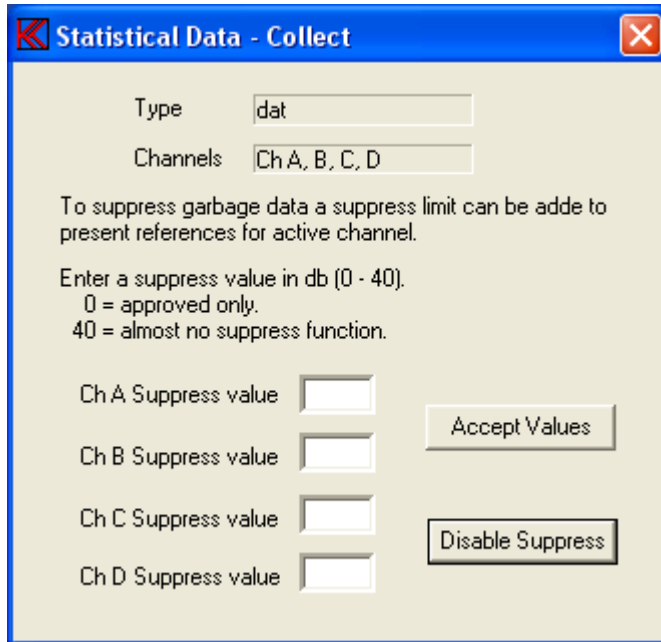 Statistical Data - Collect
Type dat
Channels Ch A, B, C, D
To suppress garbage data a suppress limit can be adde to
present references for active channel.
Enter a suppress value in db (0 - 40).
0 = approved only.
40 = almost no suppress function.
Ch A Suppress value
Ch B Suppress value
Accept Values
Ch C Suppress value
Ch D Suppress value
Disable Suppress